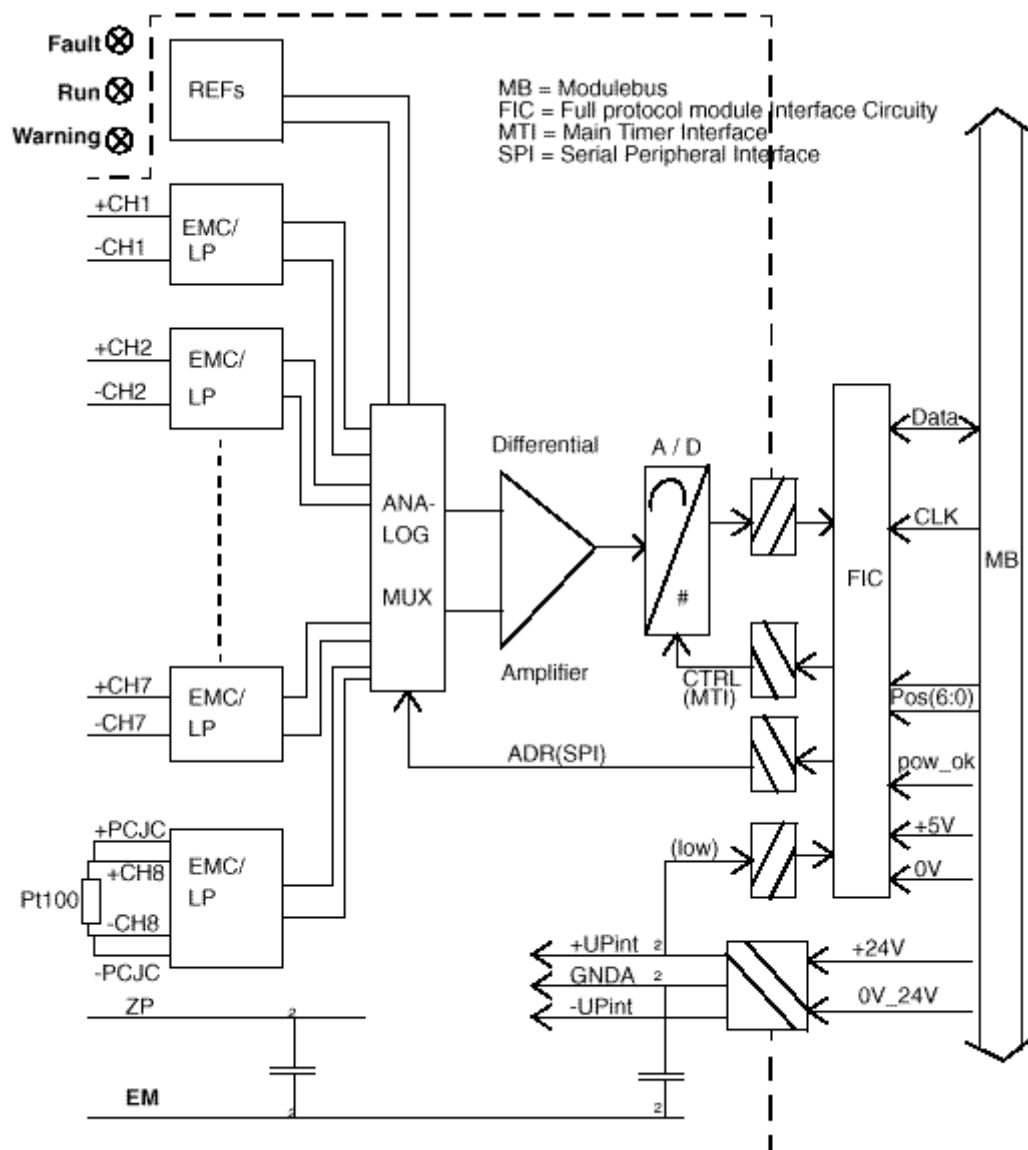 Fault
Run
Warning
REFs
MB = Modulebus
FIC = Full protocol module Interface Circuity
MTI = Main Timer Interface
SPI = Serial Peripheral Interface
+CH1
-CH1
EMC/
LP
+CH2
-CH2
EMC/
LP
ANA-
LOG
MUX
Differential
Amplifier
A / D
#
FIC
Data
CLK
MB
Pos(6:0)
pow_ok
+5V
0V
CTRL
(MTI)
ADR(SPI)
(low)
+CH7
-CH7
EMC/
LP
+PCJC
+CH8
Pt100
-CH8
-PCJC
EMC/
LP
+UPint
2
GNDA
2
-UPint
+24V
0V_24V
ZP
2
EM
2
2